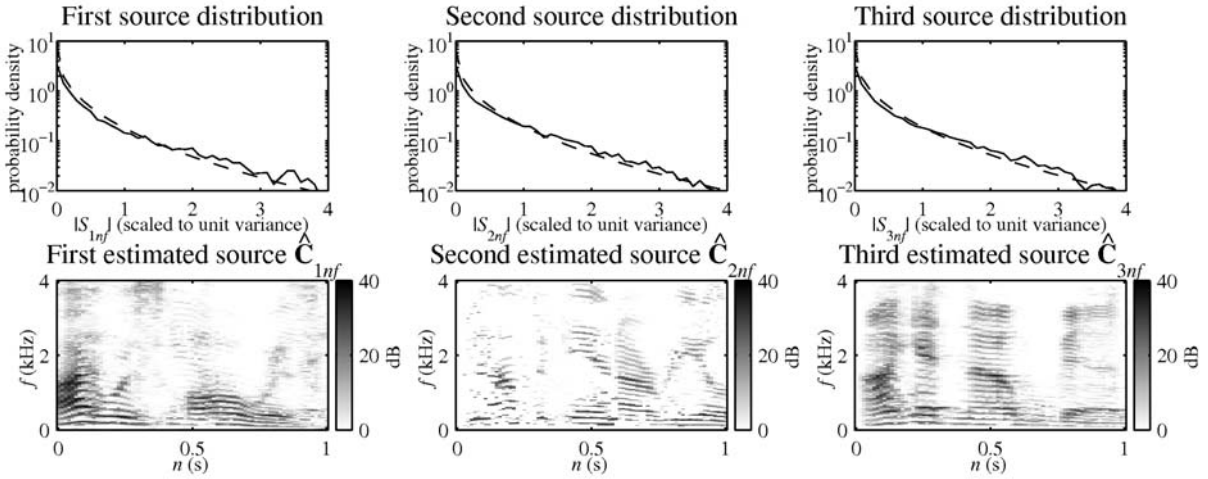 First source distribution
Second source distribution
Third source distribution
probability density
10^1
10^0
10^−1
10^−2
0 1 2 3 4
|S_1nf| (scaled to unit variance)
probability density
10^1
10^0
10^−1
10^−2
0 1 2 3 4
|S_2nf| (scaled to unit variance)
probability density
10^1
10^0
10^−1
10^−2
0 1 2 3 4
|S_3nf| (scaled to unit variance)
First estimated source Ĉ_1nf
f (kHz)
4
2
0
0 0.5 1
n (s)
40
20
0
dB
Second estimated source Ĉ_2nf
f (kHz)
4
2
0
0 0.5 1
n (s)
40
20
0
dB
Third estimated source Ĉ_3nf
f (kHz)
4
2
0
0 0.5 1
n (s)
40
20
0
dB